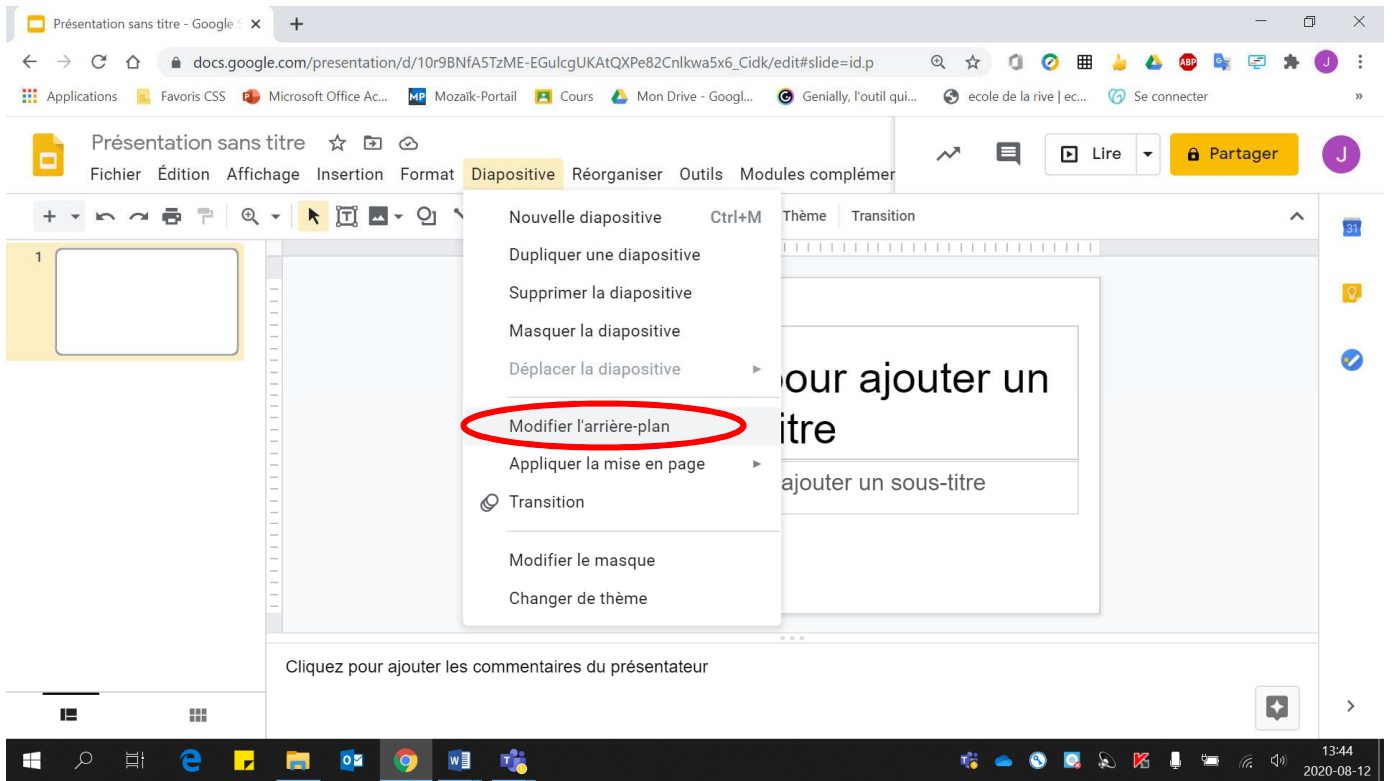 Présentation sans titre - Google S
docs.google.com/presentation/d/10r9BNfA5TzME-EGulcgUKAtQXPe82Cnlkwa5x6_Cidk/edit#slide=id.p
ABP
J
Applications
Favoris CSS
Microsoft Office Ac...
MP
Mozaïk-Portail
Cours
Mon Drive - Googl...
Genially, l'outil qui...
ecole de la rive | ec...
Se connecter
»
Présentation sans titre
Lire
Partager
J
Fichier Édition Affichage Insertion Format Diapositive Réorganiser Outils Modules complémer
Thème
Transition
31
1
Nouvelle diapositive Ctrl+M
Dupliquer une diapositive
Supprimer la diapositive
Masquer la diapositive
Déplacer la diapositive
Modifier l'arrière-plan
Appliquer la mise en page
Transition
Modifier le masque
Changer de thème
pour ajouter un
itre
ajouter un sous-titre
Cliquez pour ajouter les commentaires du présentateur
13:44
2020-08-12